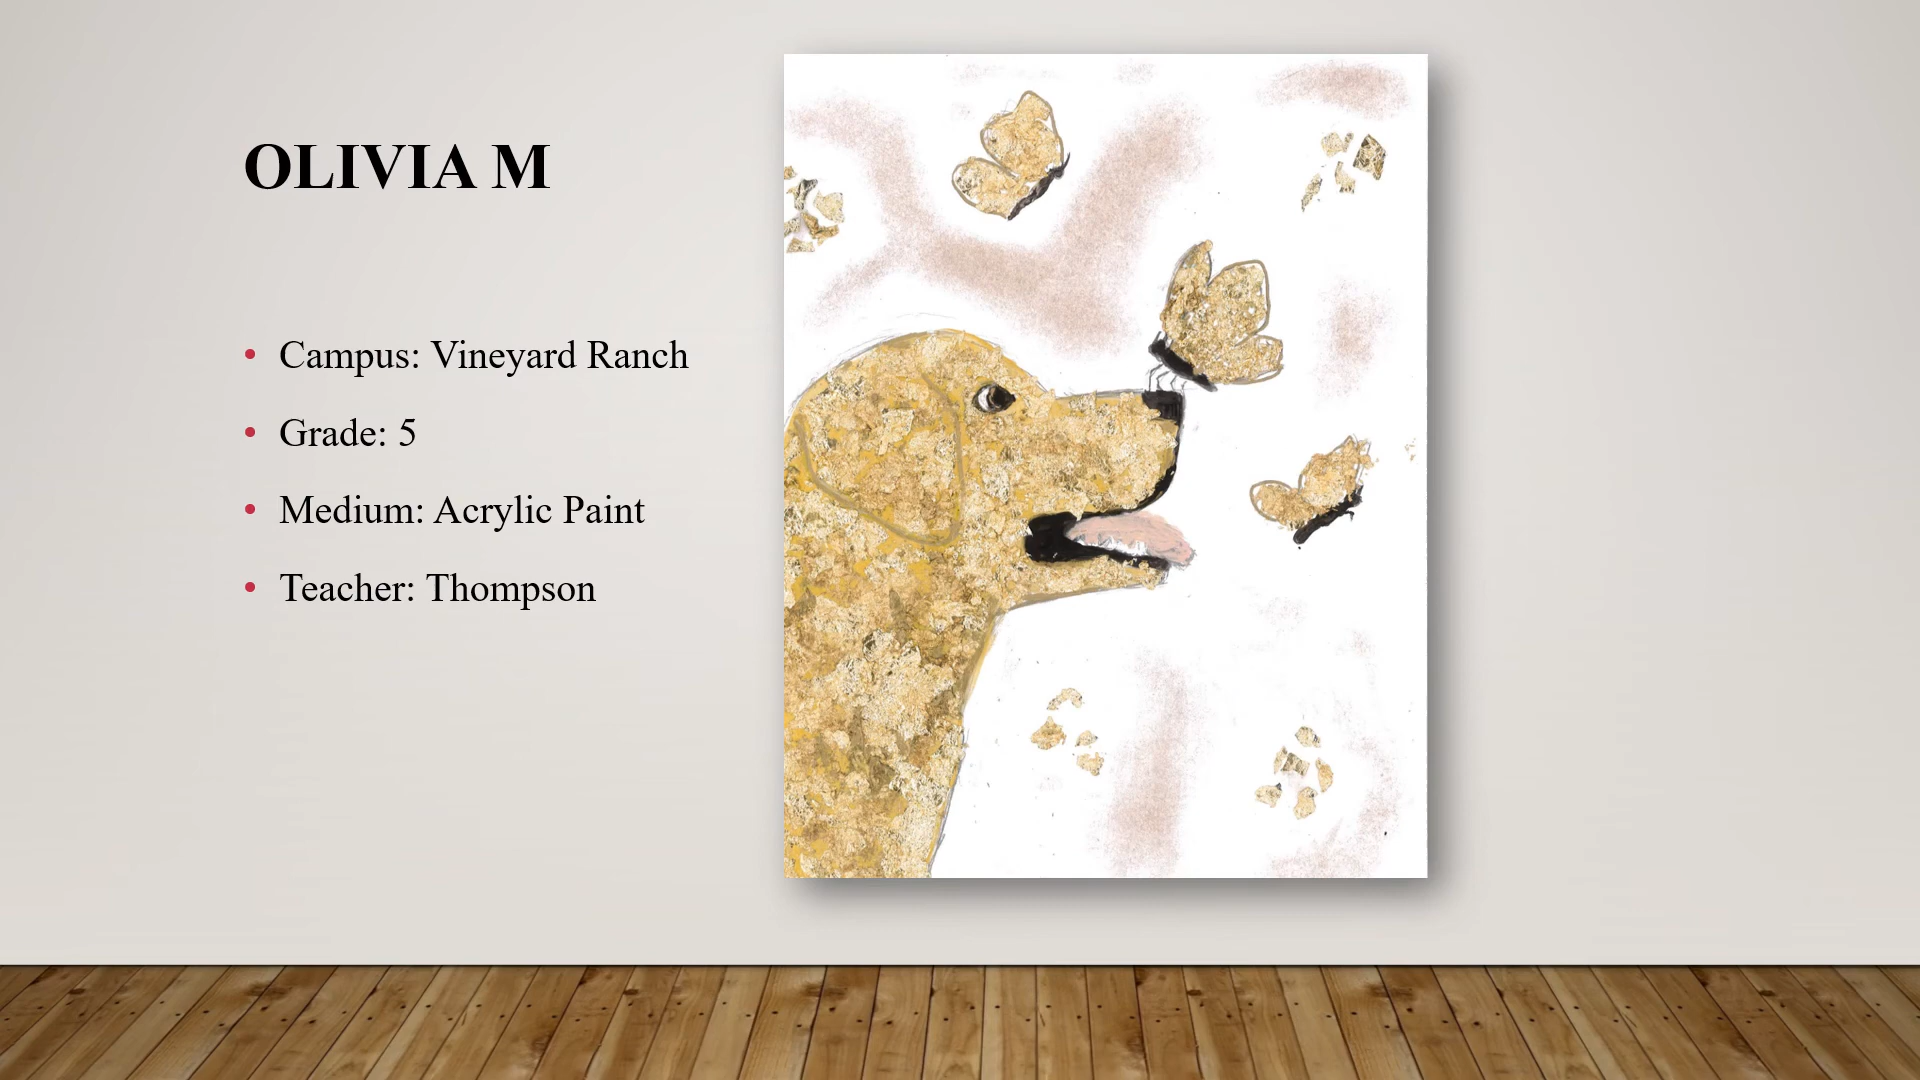 OLIVIA M
Campus: Vineyard Ranch
Grade: 5
Medium: Acrylic Paint
Teacher: Thompson